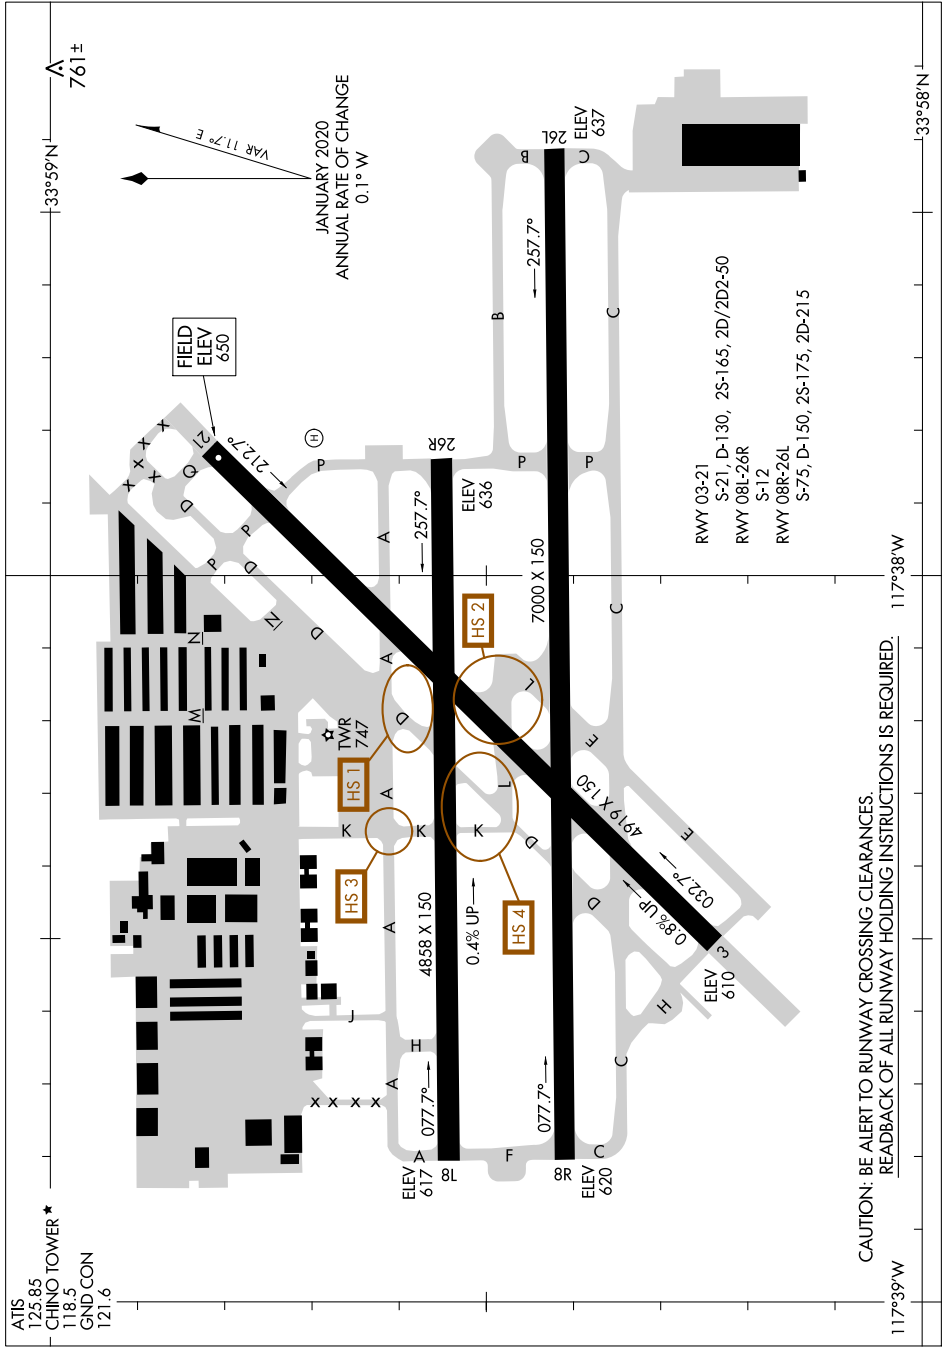 ATIS
125.85
CHINO TOWER ★
118.5
GND CON
121.6
761±
33°59'N
33°58'N
VAR 11.7° E
JANUARY 2020
ANNUAL RATE OF CHANGE
0.1° W
FIELD
ELEV
650
21
212.7°
X X X X
Q
D
P
P
D
D
N
N
M
H
P
A
TWR
747
HS 1
HS 2
HS 3
HS 4
A
D
A
K
K
K
L
L
D
D
E
E
A
J
H
A
X X X X
A
26R
ELEV
636
257.7°
4858 X 150
0.4% UP
077.7°
ELEV
617
8L
F
B
B
C
C
C
P
P
26L
ELEV
637
257.7°
7000 X 150
077.7°
8R
ELEV
620
C
C
H
4919 X 150
032.7°
0.8% UP
3
ELEV
610
RWY 03-21
S-21, D-130, 2S-165, 2D/2D2-50
RWY 08L-26R
S-12
RWY 08R-26L
S-75, D-150, 2S-175, 2D-215
CAUTION: BE ALERT TO RUNWAY CROSSING CLEARANCES.
READBACK OF ALL RUNWAY HOLDING INSTRUCTIONS IS REQUIRED.
117°39'W
117°38'W